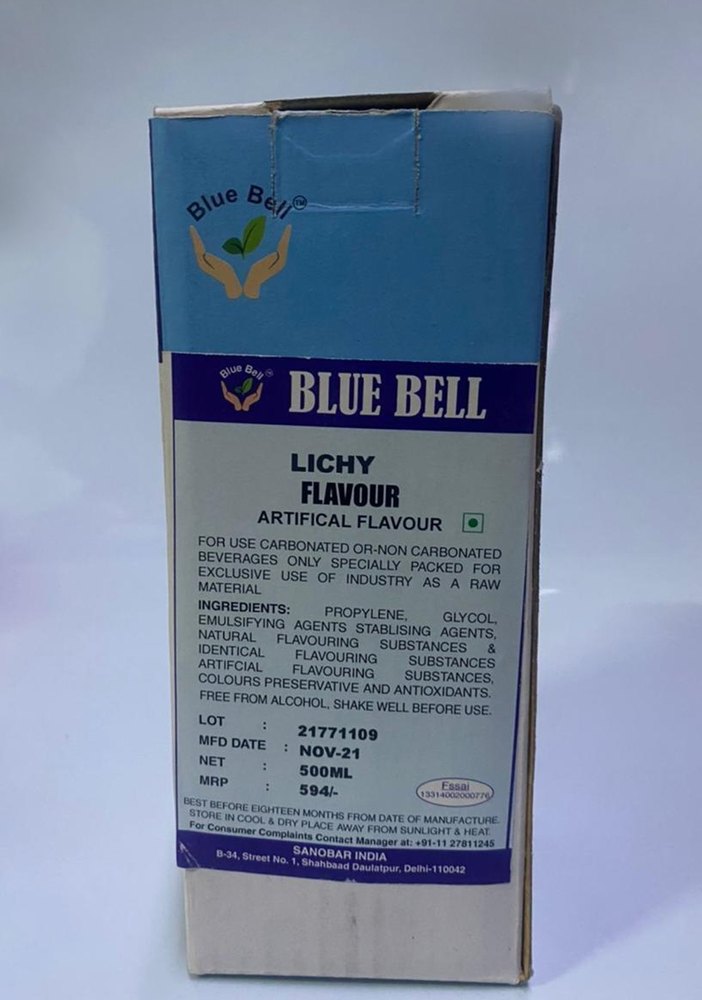 Blue Bell™
Blue Bell™
BLUE BELL
LICHY
FLAVOUR
ARTIFICAL FLAVOUR
FOR USE CARBONATED OR-NON CARBONATED
BEVERAGES ONLY SPECIALLY PACKED FOR
EXCLUSIVE USE OF INDUSTRY AS A RAW
MATERIAL
INGREDIENTS: PROPYLENE, GLYCOL,
EMULSIFYING AGENTS STABLISING AGENTS,
NATURAL FLAVOURING SUBSTANCES &
IDENTICAL FLAVOURING SUBSTANCES
ARTIFCIAL FLAVOURING SUBSTANCES,
COLOURS PRESERVATIVE AND ANTIOXIDANTS.
FREE FROM ALCOHOL, SHAKE WELL BEFORE USE.
LOT : 21771109
MFD DATE : NOV-21
NET : 500ML
MRP : 594/-
Fssai
13314002000776
BEST BEFORE EIGHTEEN MONTHS FROM DATE OF MANUFACTURE.
STORE IN COOL & DRY PLACE AWAY FROM SUNLIGHT & HEAT.
For Consumer Complaints Contact Manager at: +91-11 27811245
SANOBAR INDIA
B-34, Street No. 1, Shahbaad Daulatpur, Delhi-110042